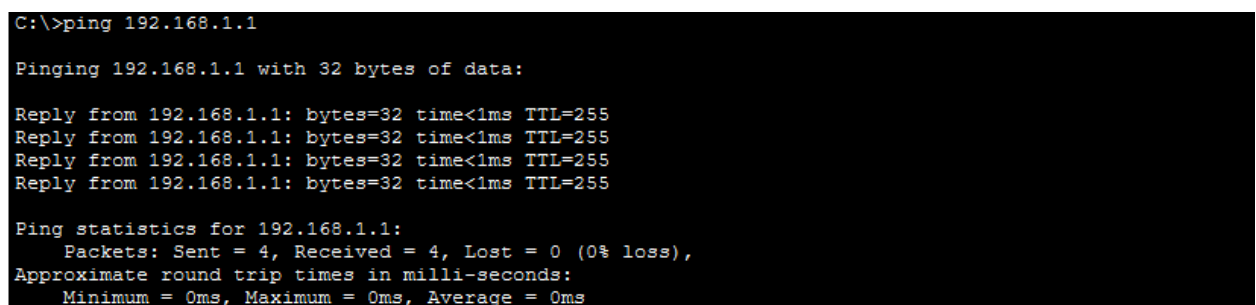 C:\>ping 192.168.1.1
Pinging 192.168.1.1 with 32 bytes of data:
Reply from 192.168.1.1: bytes=32 time<1ms TTL=255
Reply from 192.168.1.1: bytes=32 time<1ms TTL=255
Reply from 192.168.1.1: bytes=32 time<1ms TTL=255
Reply from 192.168.1.1: bytes=32 time<1ms TTL=255
Ping statistics for 192.168.1.1:
    Packets: Sent = 4, Received = 4, Lost = 0 (0% loss),
Approximate round trip times in milli-seconds:
    Minimum = 0ms, Maximum = 0ms, Average = 0ms